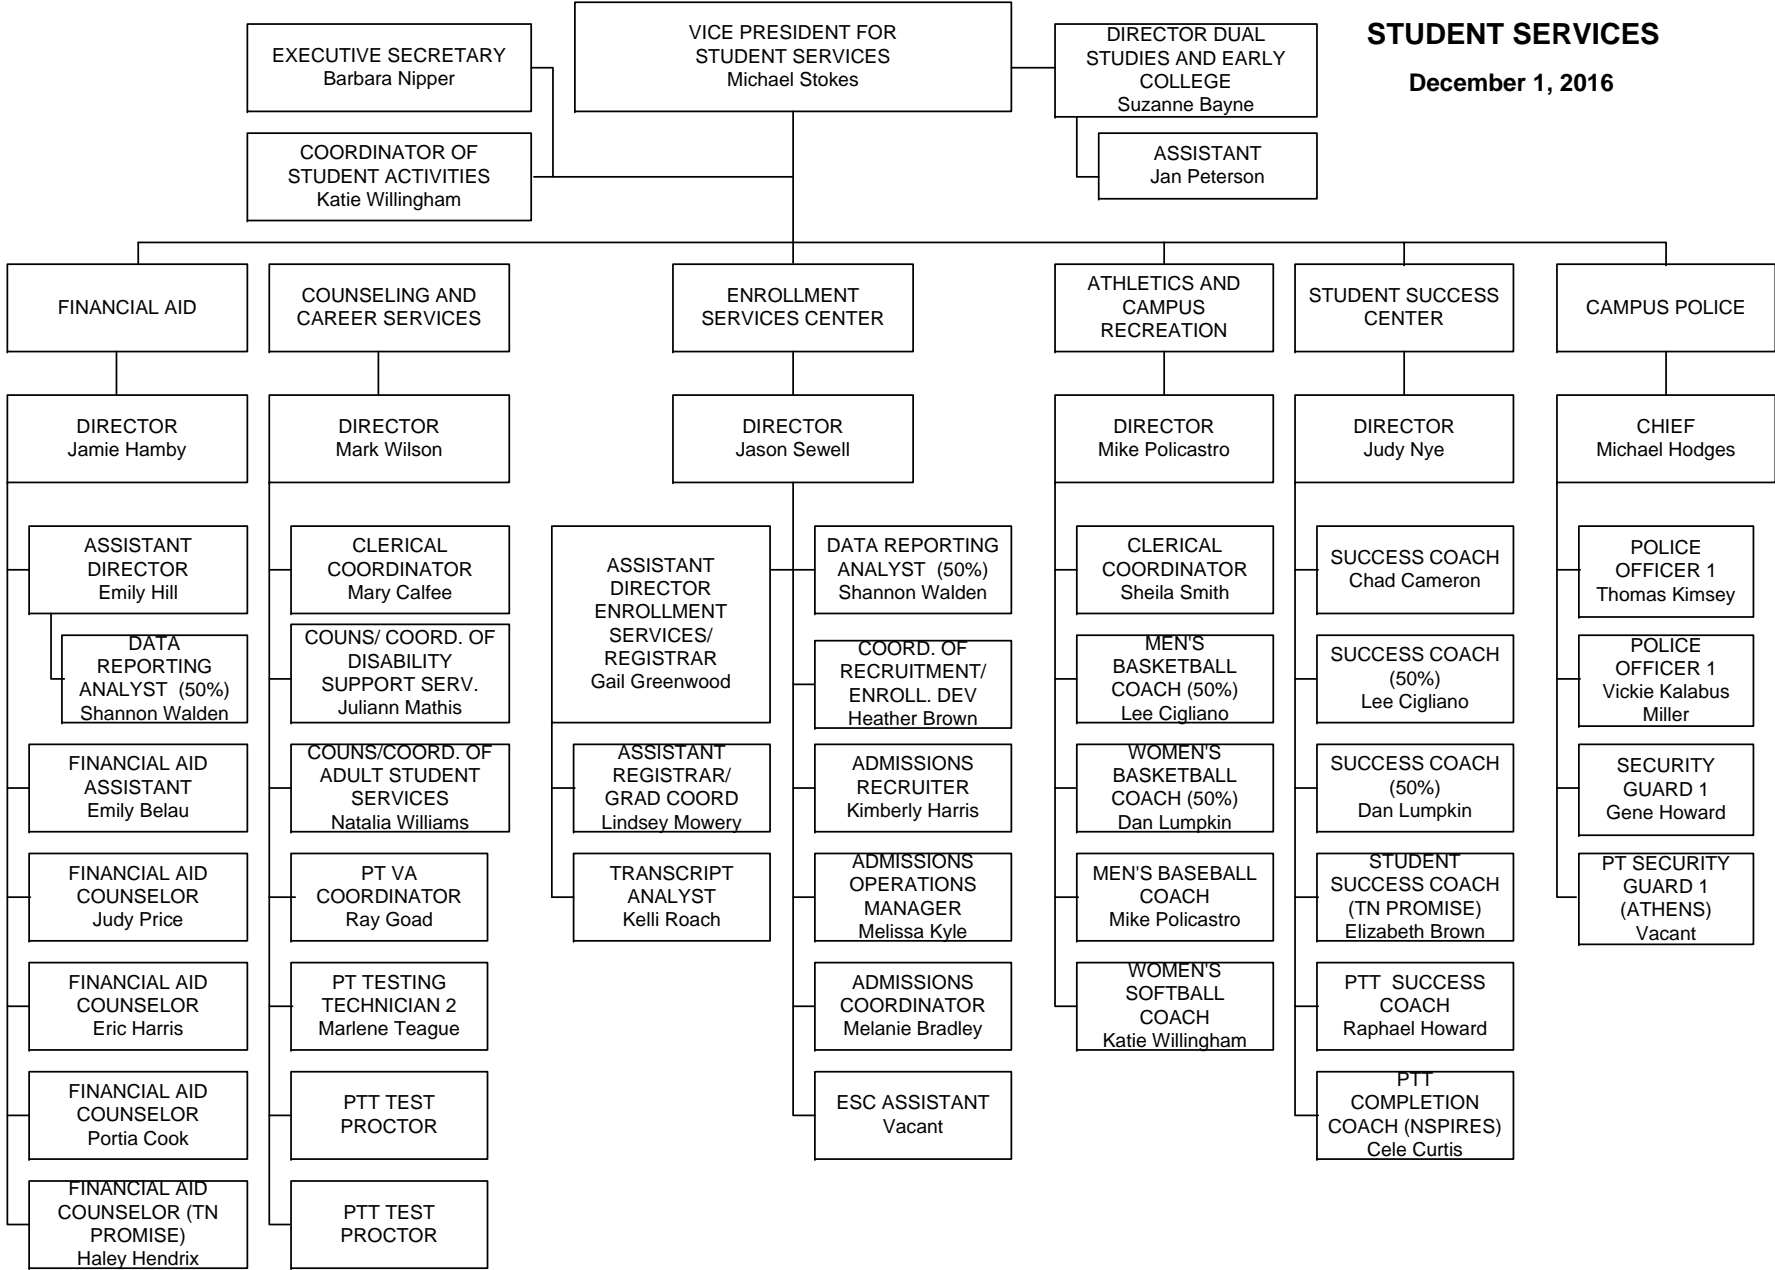 STUDENT SERVICES
December 1, 2016
VICE PRESIDENT FOR
STUDENT SERVICES
Michael Stokes
EXECUTIVE SECRETARY
Barbara Nipper
COORDINATOR OF
STUDENT ACTIVITIES
Katie Willingham
DIRECTOR DUAL
STUDIES AND EARLY
COLLEGE
Suzanne Bayne
ASSISTANT
Jan Peterson
FINANCIAL AID
DIRECTOR
Jamie Hamby
ASSISTANT
DIRECTOR
Emily Hill
DATA
REPORTING
ANALYST (50%)
Shannon Walden
FINANCIAL AID
ASSISTANT
Emily Belau
FINANCIAL AID
COUNSELOR
Judy Price
FINANCIAL AID
COUNSELOR
Eric Harris
FINANCIAL AID
COUNSELOR
Portia Cook
FINANCIAL AID
COUNSELOR (TN
PROMISE)
Haley Hendrix
COUNSELING AND
CAREER SERVICES
DIRECTOR
Mark Wilson
CLERICAL
COORDINATOR
Mary Calfee
COUNS/ COORD. OF
DISABILITY
SUPPORT SERV.
Juliann Mathis
COUNS/COORD. OF
ADULT STUDENT
SERVICES
Natalia Williams
PT VA
COORDINATOR
Ray Goad
PT TESTING
TECHNICIAN 2
Marlene Teague
PTT TEST
PROCTOR
PTT TEST
PROCTOR
ENROLLMENT
SERVICES CENTER
DIRECTOR
Jason Sewell
ASSISTANT
DIRECTOR
ENROLLMENT
SERVICES/
REGISTRAR
Gail Greenwood
ASSISTANT
REGISTRAR/
GRAD COORD
Lindsey Mowery
TRANSCRIPT
ANALYST
Kelli Roach
DATA REPORTING
ANALYST (50%)
Shannon Walden
COORD. OF
RECRUITMENT/
ENROLL. DEV
Heather Brown
ADMISSIONS
RECRUITER
Kimberly Harris
ADMISSIONS
OPERATIONS
MANAGER
Melissa Kyle
ADMISSIONS
COORDINATOR
Melanie Bradley
ESC ASSISTANT
Vacant
ATHLETICS AND
CAMPUS
RECREATION
DIRECTOR
Mike Policastro
CLERICAL
COORDINATOR
Sheila Smith
MEN'S
BASKETBALL
COACH (50%)
Lee Cigliano
WOMEN'S
BASKETBALL
COACH (50%)
Dan Lumpkin
MEN'S BASEBALL
COACH
Mike Policastro
WOMEN'S
SOFTBALL
COACH
Katie Willingham
STUDENT SUCCESS
CENTER
DIRECTOR
Judy Nye
SUCCESS COACH
Chad Cameron
SUCCESS COACH
(50%)
Lee Cigliano
SUCCESS COACH
(50%)
Dan Lumpkin
STUDENT
SUCCESS COACH
(TN PROMISE)
Elizabeth Brown
PTT SUCCESS
COACH
Raphael Howard
PTT
COMPLETION
COACH (NSPIRES)
Cele Curtis
CAMPUS POLICE
CHIEF
Michael Hodges
POLICE
OFFICER 1
Thomas Kimsey
POLICE
OFFICER 1
Vickie Kalabus
Miller
SECURITY
GUARD 1
Gene Howard
PT SECURITY
GUARD 1
(ATHENS)
Vacant